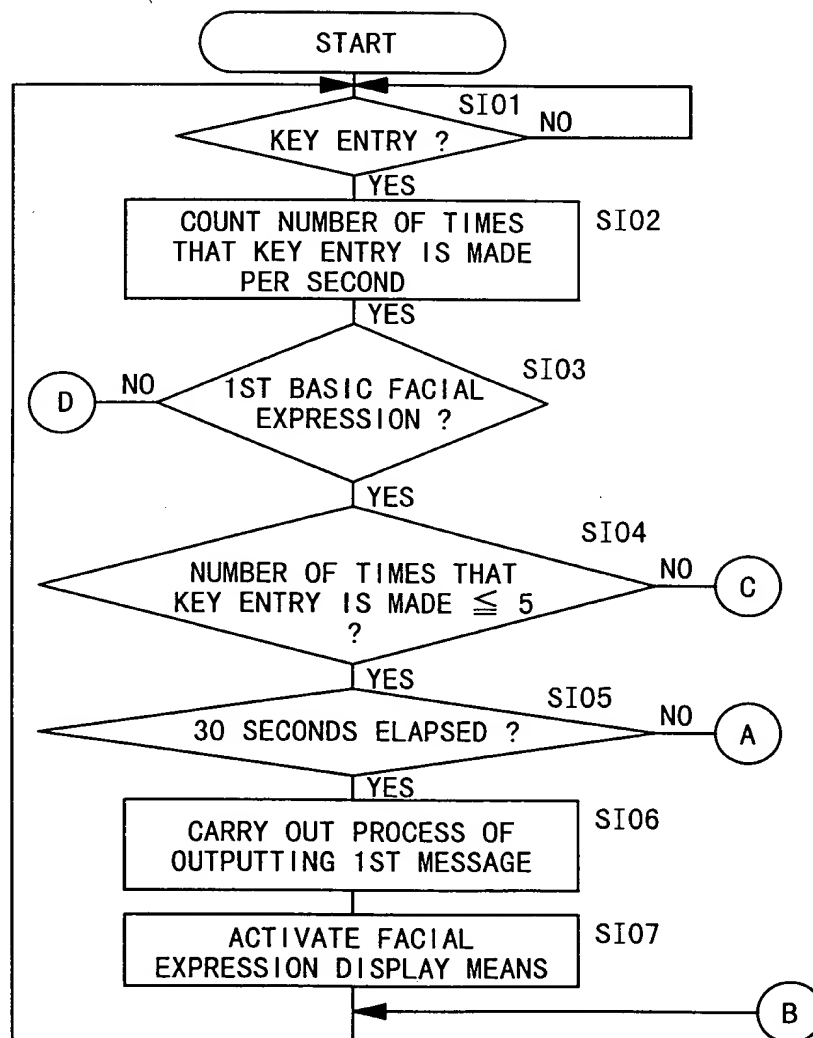 START
SI01
KEY ENTRY ?
NO
YES
COUNT NUMBER OF TIMES
THAT KEY ENTRY IS MADE
PER SECOND
SI02
YES
SI03
D
NO
1ST BASIC FACIAL
EXPRESSION ?
YES
SI04
NUMBER OF TIMES THAT
KEY ENTRY IS MADE ≦ 5
?
NO
C
YES
SI05
30 SECONDS ELAPSED ?
NO
A
YES
CARRY OUT PROCESS OF
OUTPUTTING 1ST MESSAGE
SI06
ACTIVATE FACIAL
EXPRESSION DISPLAY MEANS
SI07
B